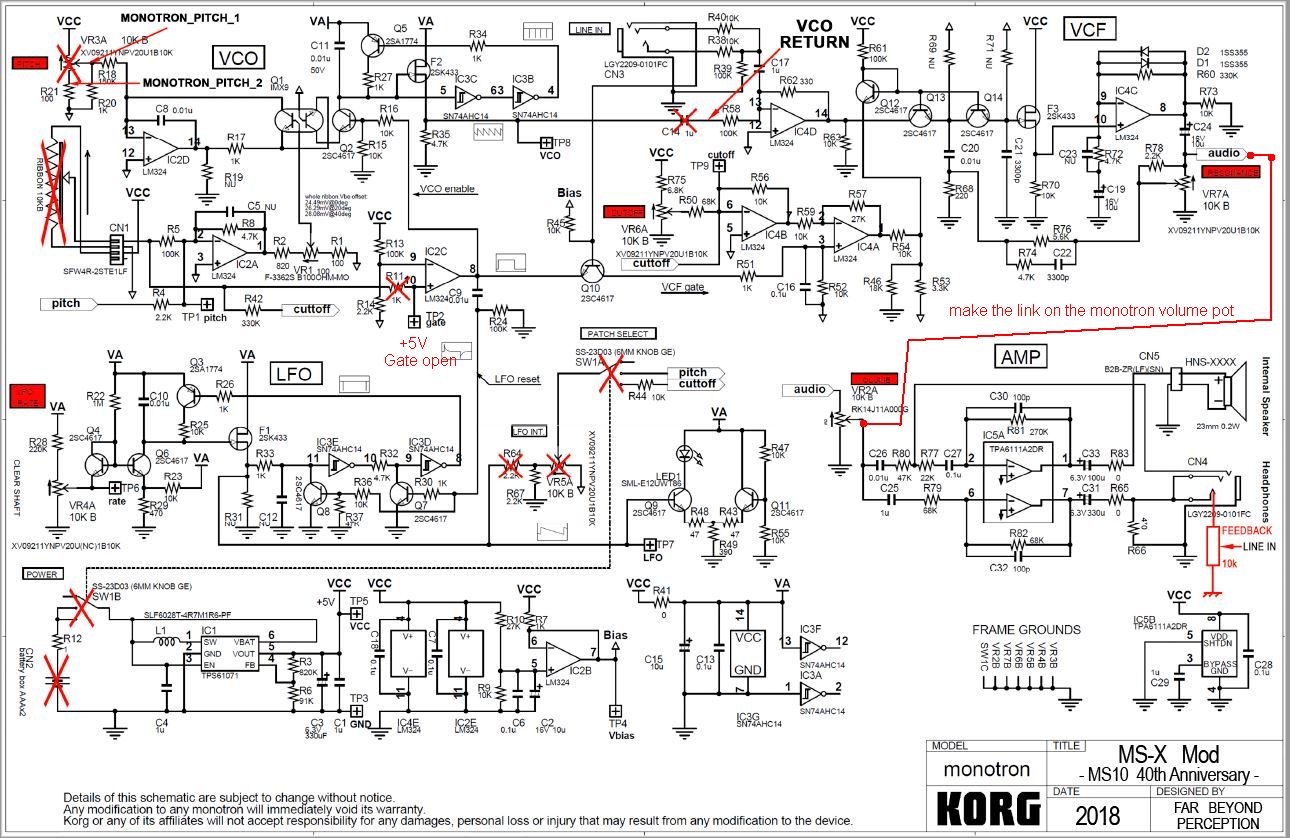 MONOTRON_PITCH_1
VCC
VR3A 10K B
XV09211YNPV20U1B10K
R18
R21
100
R20
1K
VCO
MONOTRON_PITCH_2
C8 0.01u
13
12
14
IC2D
LM324
R17
1K
R19
NU
Q1
IMX9
RIBBON 10KB
VA
C11
0.01u
50V
Q5
2SA1774
R27
1K
VA
F2
2SK433
R34
1K
IC3C
5
63
IC3B
4
SN74AHC14
SN74AHC14
R16
10K
R15
10K
Q2
2SC4617
R35
4.7K
TP8
VCO
VCO enable
whole ribbon Vbo offset:
24.49mV@0deg
26.29mV@20deg
28.08mV@40deg
LINE IN
LGY2209-0101FC
CN3
R40 10K
R38 10K
R39
100K
C17
1u
VCO
RETURN
R62 330
C14 1u
R58
100K
13
12
14
IC4D
LM324
VCC
R61
100K
Q12
2SC4617
R63
10K
R69 NU
R71 NU
Q13
2SC4617
Q14
2SC4617
VCC
VCF
F3
2SK433
C20
0.01u
R68
220
C21 3300p
R70
10K
D2 1SS355
D1 1SS355
R60 330K
VCC
IC4C
9
10
8
LM324
C23
NU
R72
4.7K
C19
16V
10u
R73
10K
C24
16V
10u
R78
2.2K
audio
VR7A
10K B
XV09211YNPV20U1B10K
R76
5.6K
R74
4.7K
C22
3300p
VCC
CN1
SFW4R-2STE1LF
R5
100K
C5 NU
R8
4.7K
2
3
1
IC2A
LM324
R2
820
VR1 100
R1
100
F-3362S B100OHM-MO
VCC
R13
100K
R11
1K
R14
2.2K
IC2C
9
10
8
LM324
C9
0.01u
R24
100K
TP2
gate
+5V
Gate open
pitch
R4
2.2K
TP1 pitch
R42
330K
cuttoff
Bias
R45
10K
Q10
2SC4617
VCF gate
VCC
R75
6.8K
cutoff
TP9
R50 68K
VR6A
10K B
XV09211YNPV20U1B10K
cuttoff
R56
10K
6
5
7
IC4B
LM324
R59
10K
R57
27K
2
3
IC4A
LM324
R51
1K
C16
0.1u
R52
10K
R54
10K
R46
18K
R53
3.3K
make the link on the monotron volume pot
LFO
VA
R22
1M
C10
0.01u
Q3
2SA1774
R26
1K
R25
10K
VA
F1
2SK433
VA
R28
220K
Q4
2SC4617
Q6
2SC4617
VA
TP6
rate
R23
10K
R29
470
VR4A
10K B
CLEAR SHAFT
XV09211YNPV20U(NC)1B10K
R33
1K
R31
NU
C12
NU
IC3E
11
10
SN74AHC14
R32
4.7K
IC3D
9
8
SN74AHC14
2SC4617
Q8
R36
10K
R37
47K
R30 1K
Q7
2SC4617
LFO reset
PATCH SELECT
SS-23D03 (6MM KNOB GE)
SW1A
R44 10K
pitch
cuttoff
LFO INT.
R64
2.2K
R67
2.2K
VR5A
10K B
XV09211YNPV20U1B10K
TP7
LFO
VA
LED1
SML-E12UWT86
Q9
2SC4617
R48
47
R43
47
R49
390
R47
10K
Q11
2SC4617
R55
10K
AMP
audio
VR2A
10K B
RK14J11A000G
C26
0.01u
R80
47K
R77
22K
C27
0.1u
C25
1u
R79
68K
C30 100p
R81 270K
IC5A
TPA6111A2DR
2
1
6
7
R82 68K
C32 100p
C33
6.3V 100u
R83
0
C31
6.3V330u
R65
0
R66
CN5
B2B-ZR(LF)(SN)
HNS-XXXX
23mm 0.2W
Internal Speaker
CN4
LGY2209-0101FC
Headphones
FEEDBACK
LINE IN
10k
POWER
SS-23D03 (6MM KNOB GE)
SW1B
SLF6028T-4R7M1R6-PF
R12
1
CN2
battery box AAAx2
L1
IC1
1 SW VBAT 6
2 GND VOUT 5
3 EN FB 4
TPS61071
C4
1u
R3
820K
R6
91K
C3
6.3V
330uF
C1
1u
VCC
+5V
TP5
VCC
TP3
GND
VCC
C18
0.1u
4
V+
V−
11
IC4E
LM324
VCC
C7
0.1u
4
V+
V−
11
IC2E
LM324
R10
27K
R7
1K
R9
10K
6
5
7
IC2B
LM324
C6
0.1u
C2
16V 10u
Bias
TP4
Vbias
VCC
R41
0
C15
10u
C13
0.1u
VA
14
VCC
GND
7
IC3G
SN74AHC14
IC3F
13
12
SN74AHC14
IC3A
1
2
SN74AHC14
FRAME GROUNDS
SW1C
VR2B
VR7B
VR6B
VR5B
VR4B
VR3B
VCC
IC5B
TPA6111A2DR
8
5 VDD
SHTDN
3 BYPASS
GND
4
1u
C29
C28
0.1u
Details of this schematic are subject to change without notice.
Any modification to any monotron will immediately void its warranty.
Korg or any of its affiliates will not accept responsibility for any damages, personal loss or injury that may result from any modification to the device.
MODEL
monotron
TITLE
MS-X Mod
- MS10 40th Anniversary -
KORG
DATE
2018
DESIGNED BY
FAR BEYOND
PERCEPTION